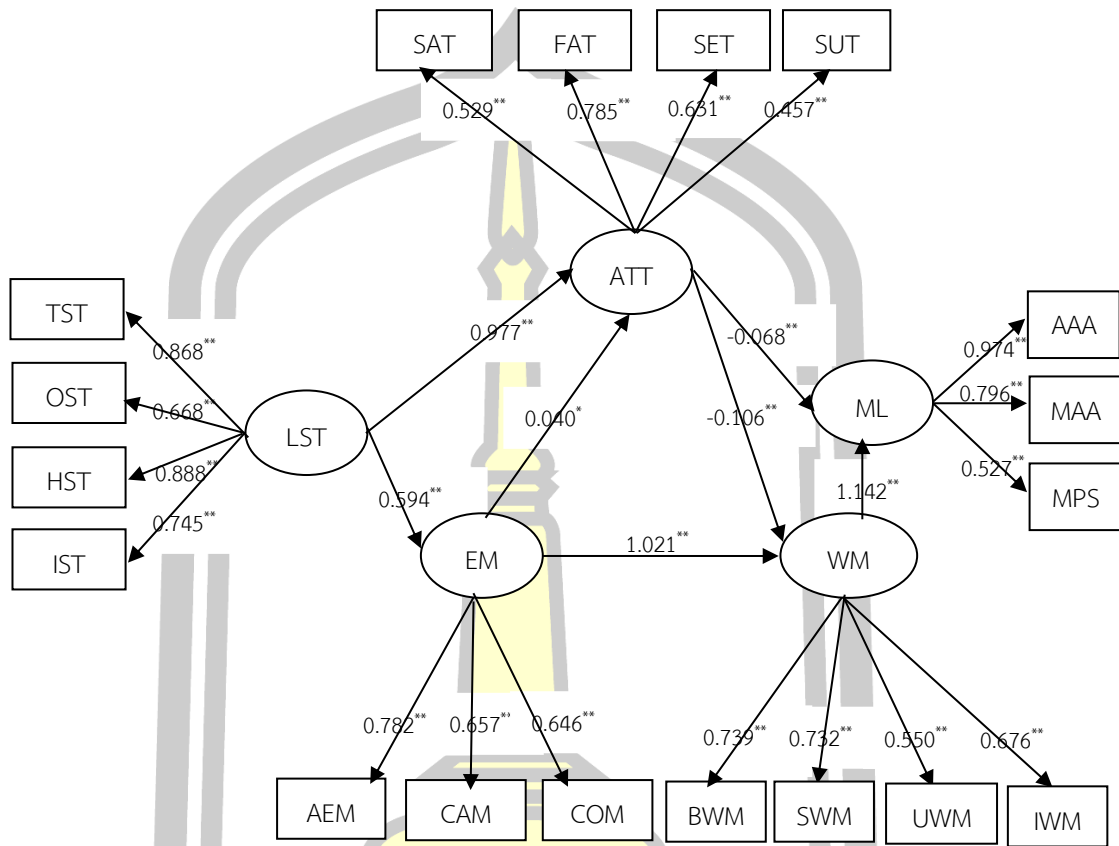 SAT FAT SET SUT
0.529** 0.785** 0.631** 0.457**
ATT
TST
OST
HST
IST
0.868**
0.668**
0.888**
0.745**
LST
0.977**
0.594**
0.040*
-0.068**
-0.106**
ML
0.974**
0.796**
0.527**
AAA
MAA
MPS
EM
1.021**
WM
1.142**
0.782** 0.657** 0.646**
0.739** 0.732** 0.550** 0.676**
AEM CAM COM
BWM SWM UWM IWM